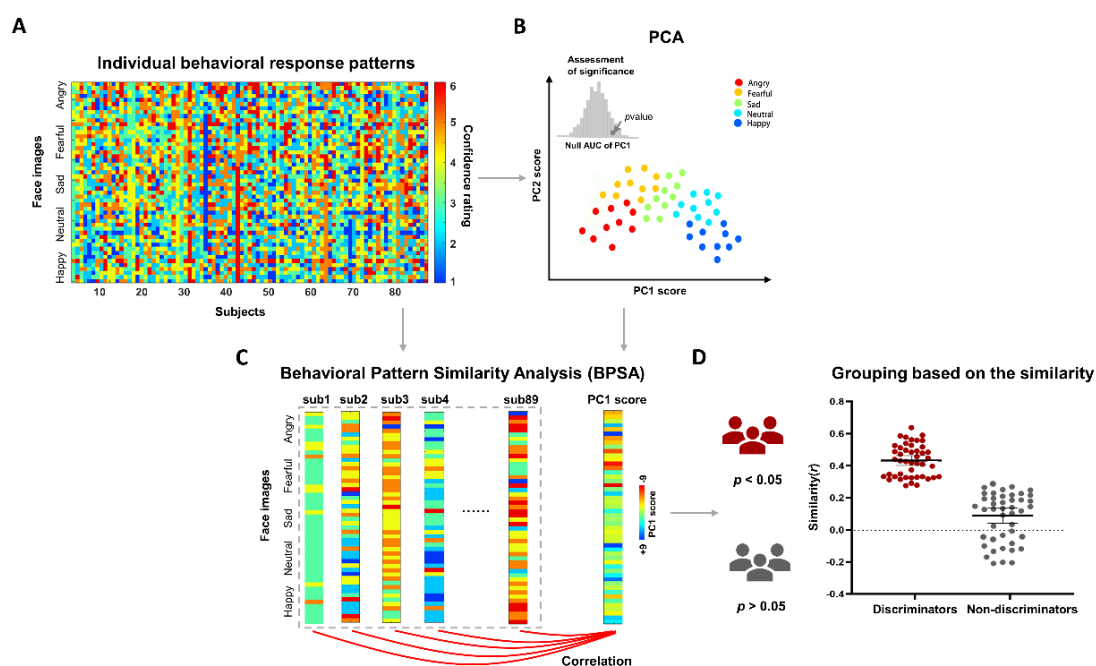 A
Individual behavioral response patterns
Face images
Angry
Fearful
Sad
Neutral
Happy
10 20 30 40 50 60 70 80
Subjects
6
5
4
3
2
1
Confidence rating
B
PCA
Assessment
of significance
pvalue
Null AUC of PC1
Angry
Fearful
Sad
Neutral
Happy
PC2 score
PC1 score
C
Behavioral Pattern Similarity Analysis (BPSA)
sub1 sub2 sub3 sub4 sub89 PC1 score
Face images
Angry
Fearful
Sad
Neutral
Happy
......
-9
PC1 score
+9
Correlation
D
Grouping based on the similarity
p < 0.05
p > 0.05
Similarity(r)
0.8
0.6
0.4
0.2
0.0
-0.2
-0.4
Discriminators Non-discriminators